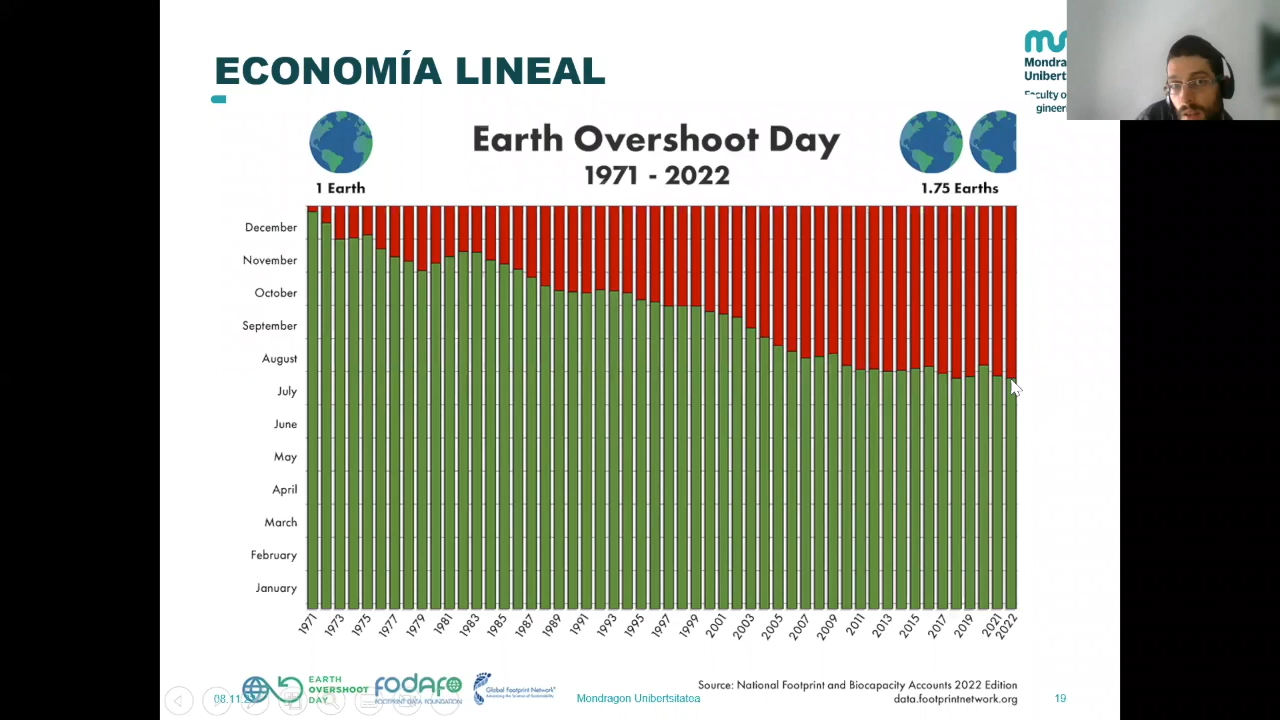 ECONOMÍA LINEAL
Mondra
Unibert
Faculty o
gineer
Earth Overshoot Day
1971 - 2022
1 Earth
1.75 Earths
December
November
October
September
August
July
June
May
April
March
February
January
1971
1973
1975
1977
1979
1981
1983
1985
1987
1989
1991
1993
1995
1997
1999
2001
2003
2005
2007
2009
2011
2013
2015
2017
2019
2021
2022
EARTH
OVERSHOOT
DAY
FODAFO
FOOTPRINT DATA FOUNDATION
Global Footprint Network
Advancing the Science of Sustainability
Source: National Footprint and Biocapacity Accounts 2022 Edition
data.footprintnetwork.org
08.11.22
Mondragon Unibertsitatea
19